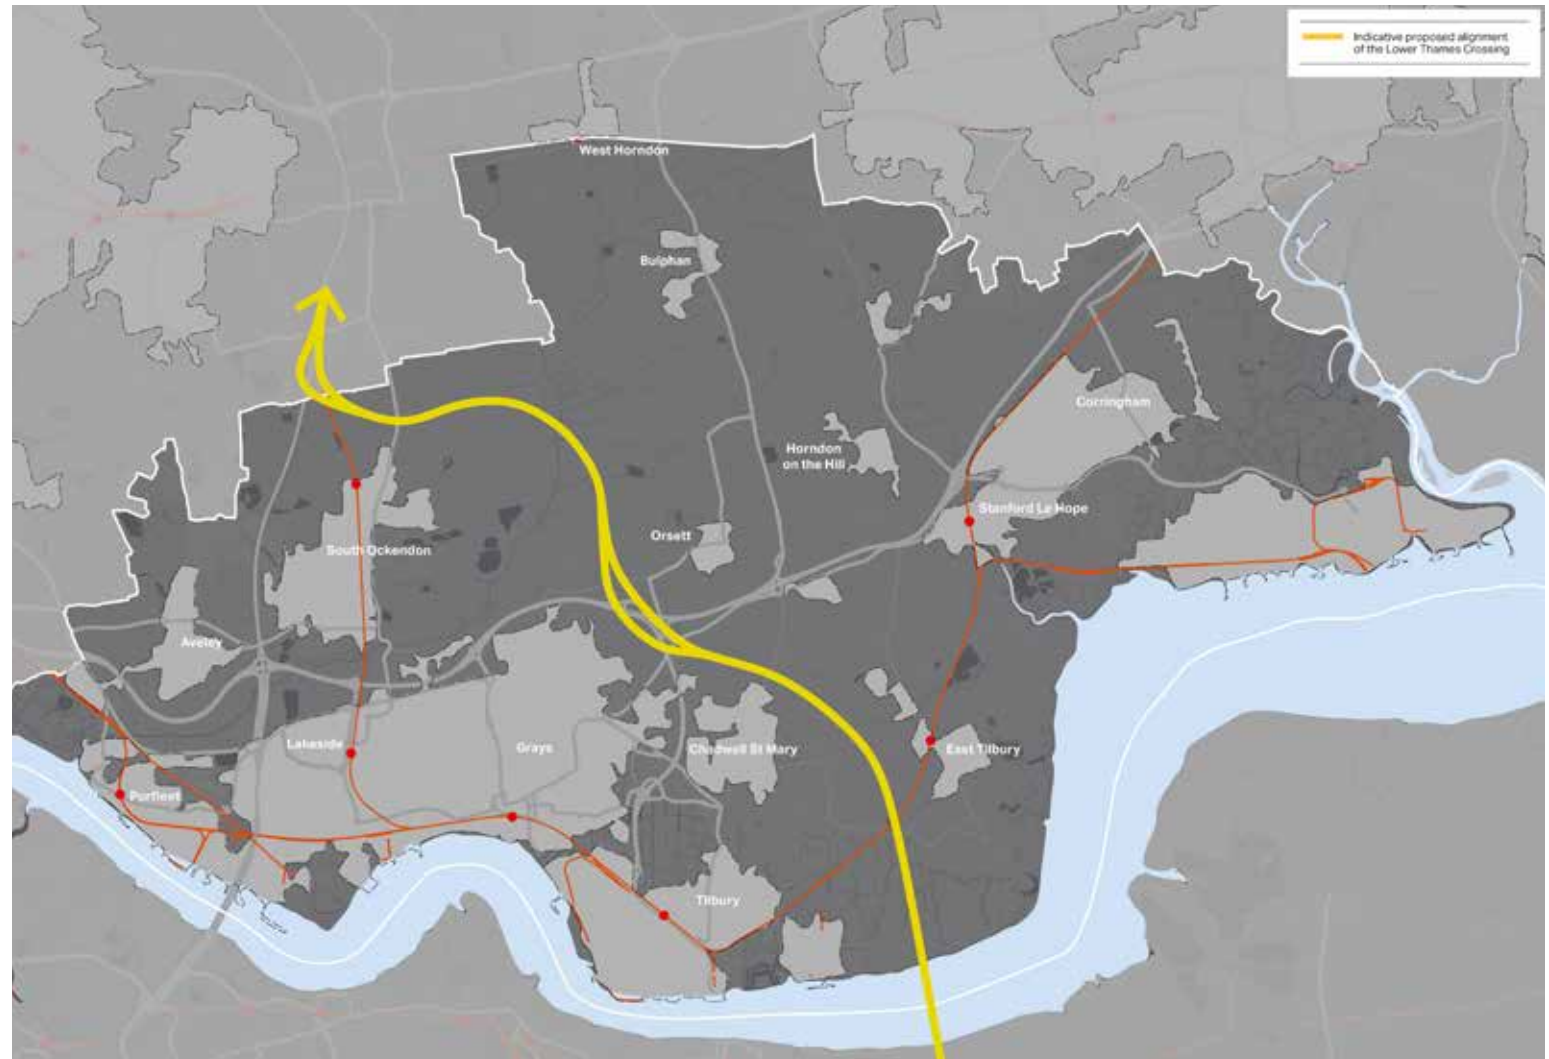 Indicative proposed alignment
of the Lower Thames Crossing
West Horndon
Bulphan
Corringham
Horndon
on the Hill
Stanford Le Hope
Orsett
South Ockendon
Aveley
Lakeside
Grays
Chadwell St Mary
East Tilbury
Purfleet
Tilbury